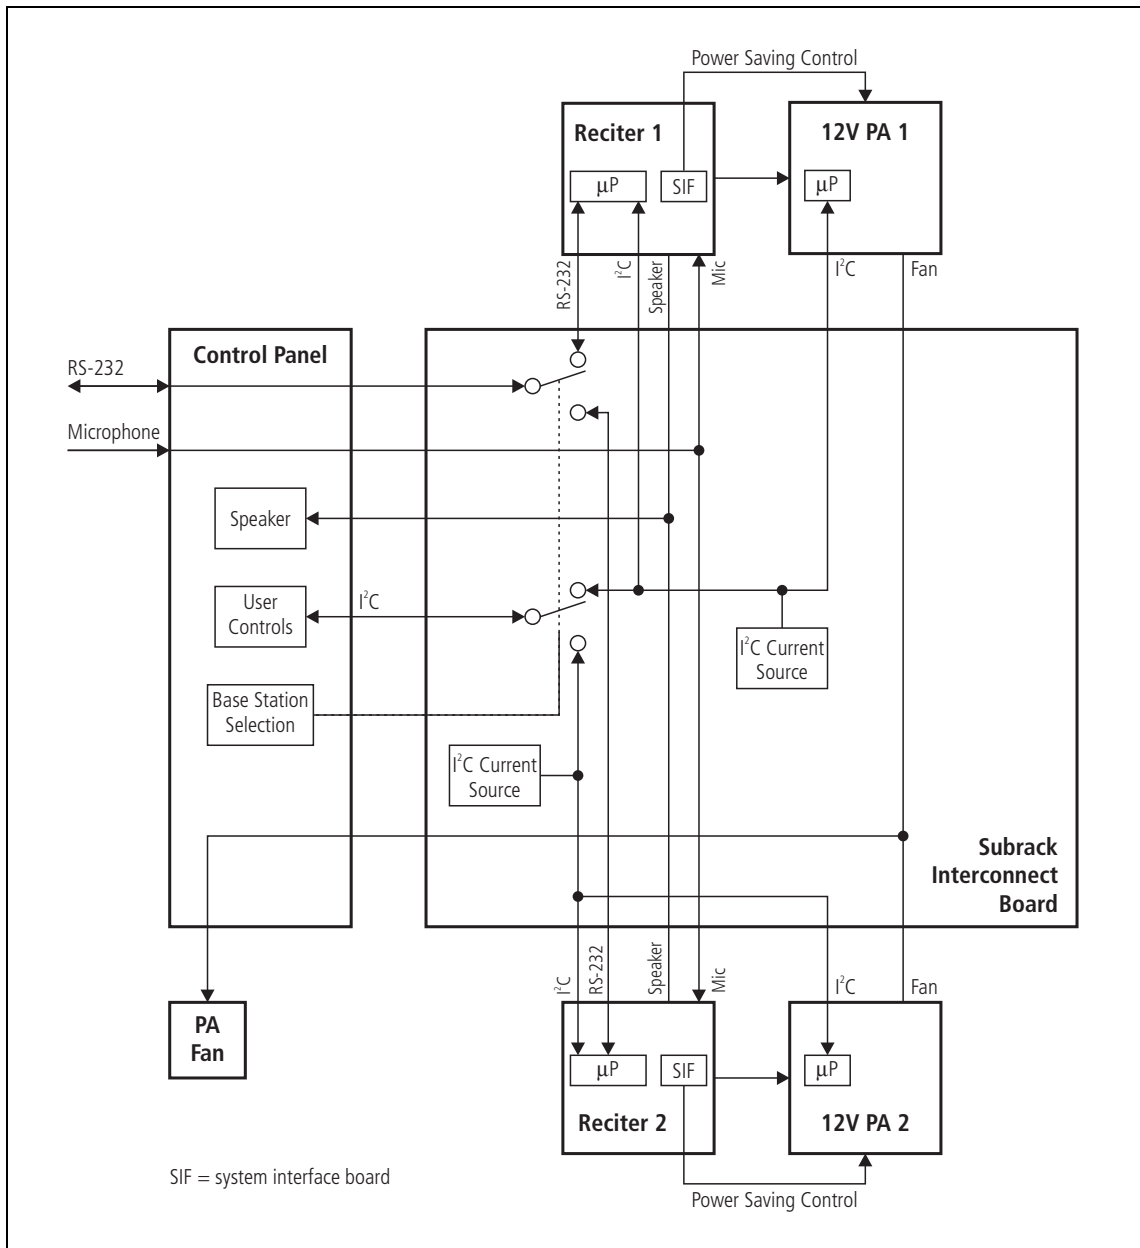 Power Saving Control
Reciter 1
12V PA 1
μP
SIF
μP
RS-232
I²C
Speaker
Mic
I²C
Fan
Control Panel
RS-232
Microphone
Speaker
User
Controls
I²C
I²C Current
Source
Base Station
Selection
I²C Current
Source
Subrack
Interconnect
Board
I²C
RS-232
Speaker
Mic
I²C
Fan
PA
Fan
μP
SIF
μP
Reciter 2
12V PA 2
SIF = system interface board
Power Saving Control